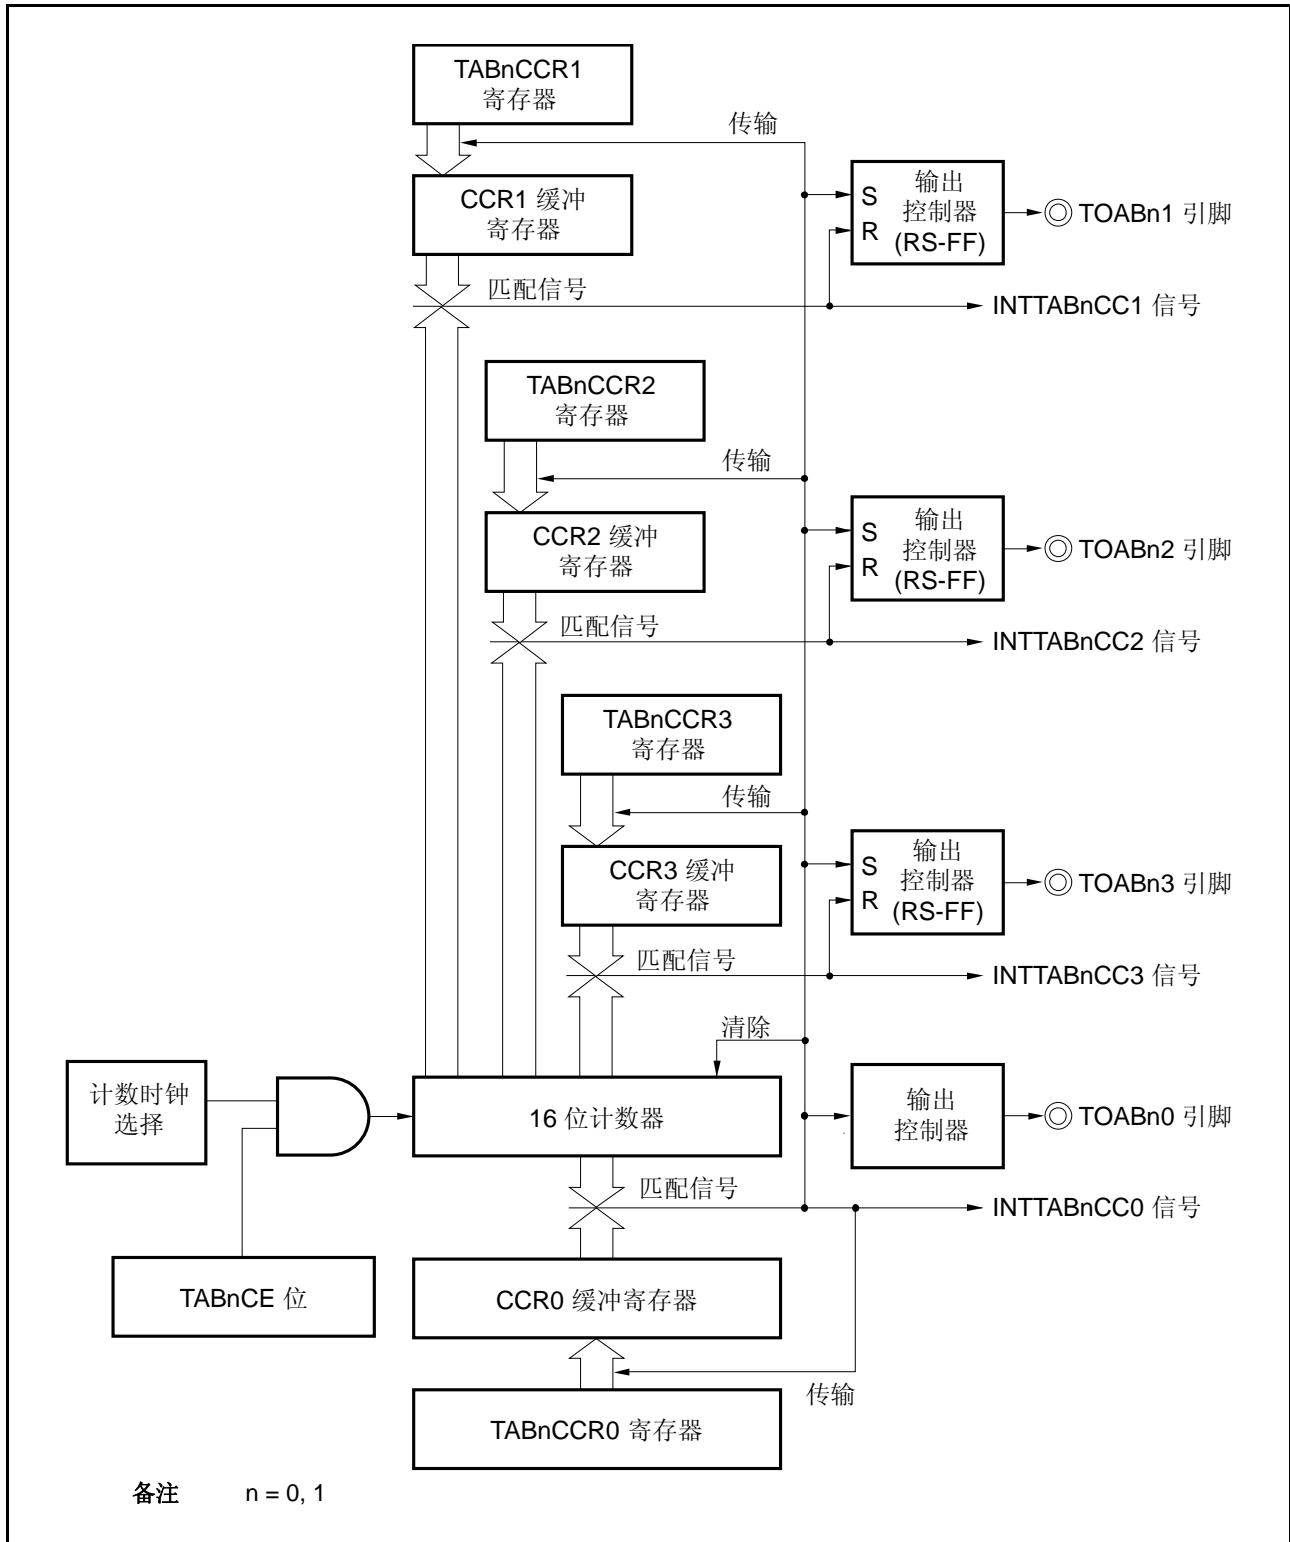 TABnCCR1
寄存器
传输
CCR1 缓冲
寄存器
S
R
输出
控制器
(RS-FF)
TOABn1 引脚
匹配信号
INTTABnCC1 信号
TABnCCR2
寄存器
传输
CCR2 缓冲
寄存器
S
R
输出
控制器
(RS-FF)
TOABn2 引脚
匹配信号
INTTABnCC2 信号
TABnCCR3
寄存器
传输
CCR3 缓冲
寄存器
S
R
输出
控制器
(RS-FF)
TOABn3 引脚
匹配信号
INTTABnCC3 信号
清除
计数时钟
选择
16 位计数器
输出
控制器
TOABn0 引脚
匹配信号
INTTABnCC0 信号
TABnCE 位
CCR0 缓冲寄存器
传输
TABnCCR0 寄存器
备注 n = 0, 1